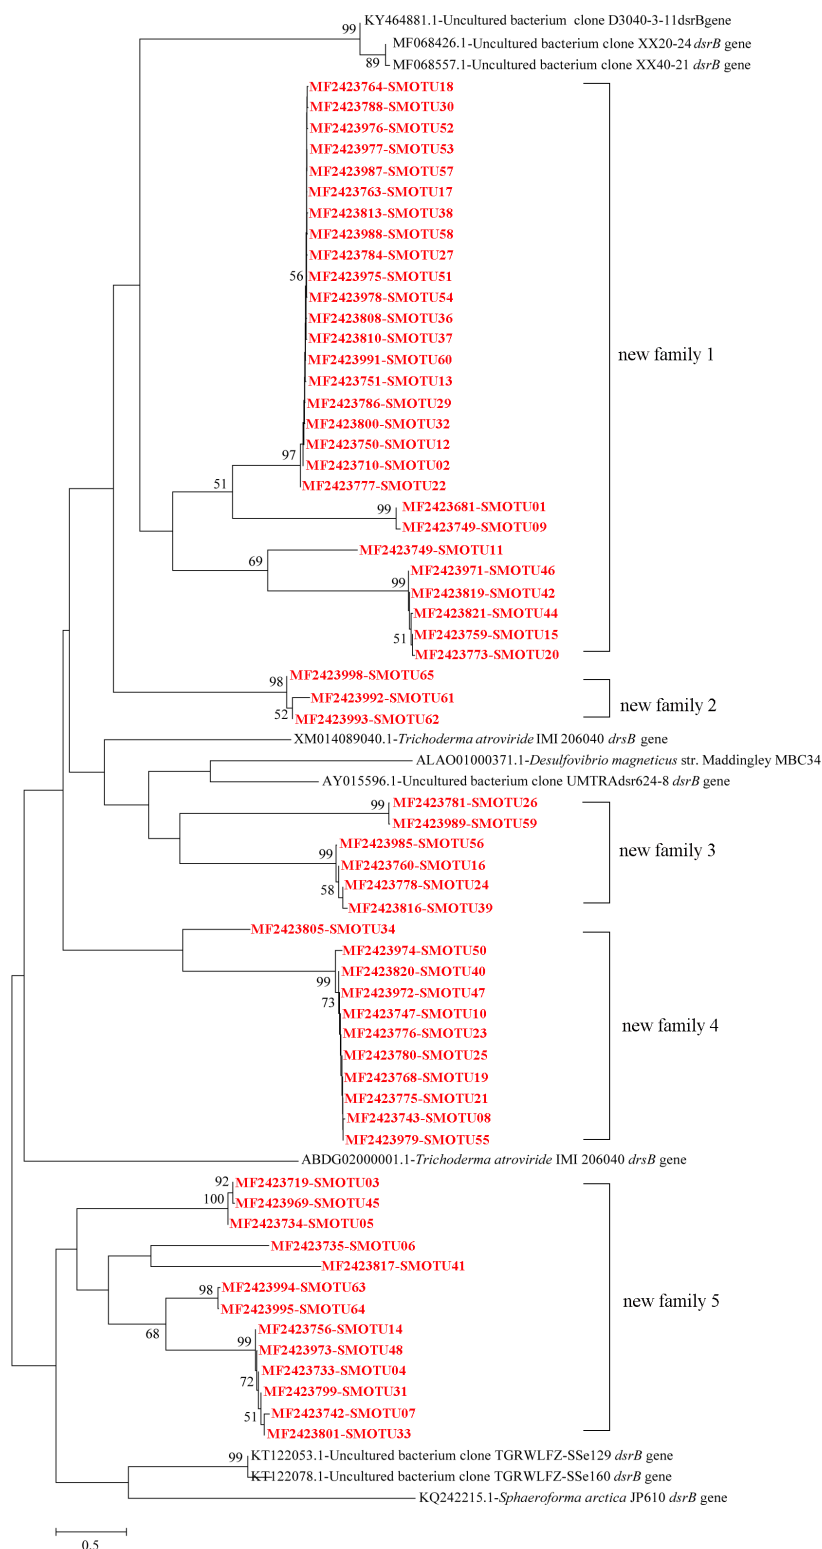 KY464881.1-Uncultured bacterium clone D3040-3-11dsrBgene
99
MF068426.1-Uncultured bacterium clone XX20-24 dsrB gene
89
MF068557.1-Uncultured bacterium clone XX40-21 dsrB gene
MF2423764-SMOTU18
MF2423788-SMOTU30
MF2423976-SMOTU52
MF2423977-SMOTU53
MF2423987-SMOTU57
MF2423763-SMOTU17
MF2423813-SMOTU38
MF2423988-SMOTU58
MF2423784-SMOTU27
56
MF2423975-SMOTU51
MF2423978-SMOTU54
MF2423808-SMOTU36
MF2423810-SMOTU37
new family 1
MF2423991-SMOTU60
MF2423751-SMOTU13
MF2423786-SMOTU29
MF2423800-SMOTU32
MF2423750-SMOTU12
97
MF2423710-SMOTU02
51
MF2423777-SMOTU22
99
MF2423681-SMOTU01
MF2423749-SMOTU09
MF2423749-SMOTU11
69
MF2423971-SMOTU46
99
MF2423819-SMOTU42
MF2423821-SMOTU44
51
MF2423759-SMOTU15
MF2423773-SMOTU20
98
MF2423998-SMOTU65
MF2423992-SMOTU61
new family 2
52
MF2423993-SMOTU62
XM014089040.1-Trichoderma atroviride IMI 206040 drsB gene
ALAO01000371.1-Desulfovibrio magneticus str. Maddingley MBC34
AY015596.1-Uncultured bacterium clone UMTRAdsr624-8 dsrB gene
99
MF2423781-SMOTU26
MF2423989-SMOTU59
MF2423985-SMOTU56
new family 3
99
MF2423760-SMOTU16
58
MF2423778-SMOTU24
MF2423816-SMOTU39
MF2423805-SMOTU34
MF2423974-SMOTU50
MF2423820-SMOTU40
99
MF2423972-SMOTU47
73
MF2423747-SMOTU10
new family 4
MF2423776-SMOTU23
MF2423780-SMOTU25
MF2423768-SMOTU19
MF2423775-SMOTU21
MF2423743-SMOTU08
MF2423979-SMOTU55
ABDG02000001.1-Trichoderma atroviride IMI 206040 drsB gene
92
MF2423719-SMOTU03
100
MF2423969-SMOTU45
MF2423734-SMOTU05
MF2423735-SMOTU06
MF2423817-SMOTU41
98
MF2423994-SMOTU63
new family 5
MF2423995-SMOTU64
68
MF2423756-SMOTU14
99
MF2423973-SMOTU48
MF2423733-SMOTU04
72
MF2423799-SMOTU31
51
MF2423742-SMOTU07
MF2423801-SMOTU33
99
KT122053.1-Uncultured bacterium clone TGRWLFZ-SSe129 dsrB gene
KT122078.1-Uncultured bacterium clone TGRWLFZ-SSe160 dsrB gene
KQ242215.1-Sphaeroforma arctica JP610 dsrB gene
0.5